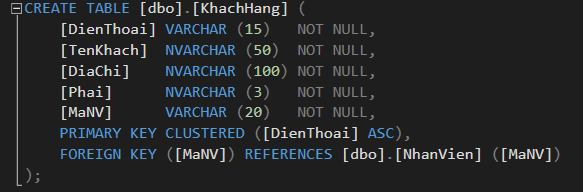 CREATE TABLE [dbo].[KhachHang] (
[DienThoai] VARCHAR (15) NOT NULL,
[TenKhach] NVARCHAR (50) NOT NULL,
[DiaChi] NVARCHAR (100) NOT NULL,
[Phai] NVARCHAR (3) NOT NULL,
[MaNV] VARCHAR (20) NOT NULL,
PRIMARY KEY CLUSTERED ([DienThoai] ASC),
FOREIGN KEY ([MaNV]) REFERENCES [dbo].[NhanVien] ([MaNV])
);